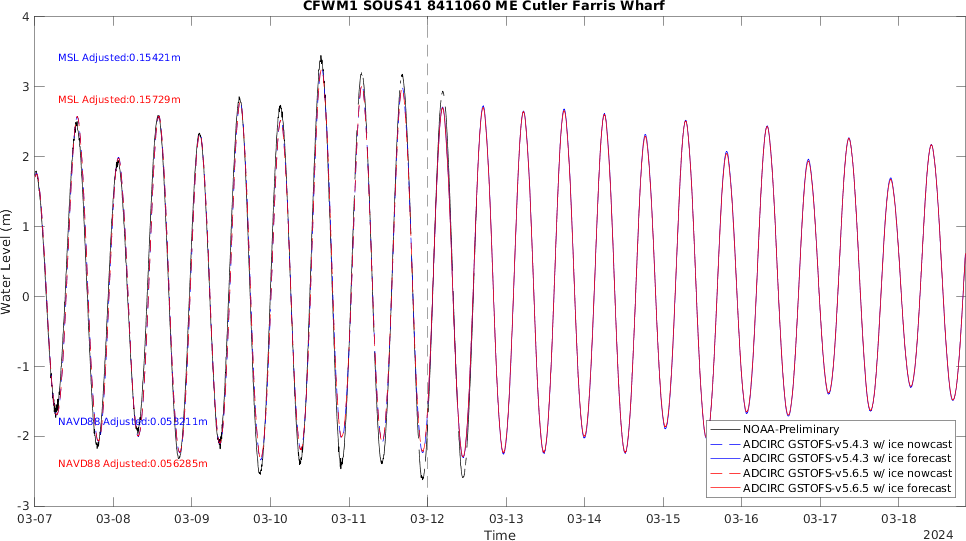 CFWM1 SOUS41 8411060 ME Cutler Farris Wharf
4
MSL Adjusted:0.15421m
3
MSL Adjusted:0.15729m
2
1
Water Level (m)
0
-1
NAVD88 Adjusted:0.053211m
-2
NAVD88 Adjusted:0.056285m
-3
NOAA-Preliminary
ADCIRC GSTOFS-v5.4.3 w/ ice nowcast
ADCIRC GSTOFS-v5.4.3 w/ ice forecast
ADCIRC GSTOFS-v5.6.5 w/ ice nowcast
ADCIRC GSTOFS-v5.6.5 w/ ice forecast
03-07 03-08 03-09 03-10 03-11 03-12 03-13 03-14 03-15 03-16 03-17 03-18
Time
2024